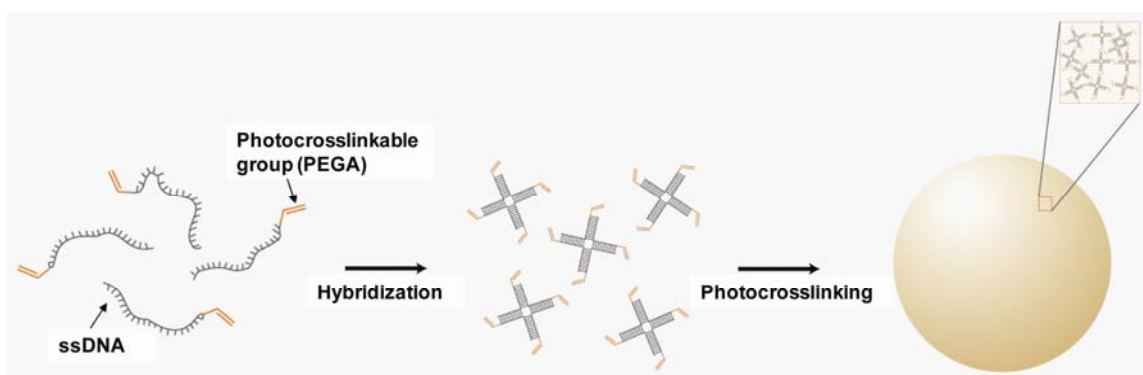 Photocrosslinkable
group (PEGA)
ssDNA
Hybridization
Photocrosslinking